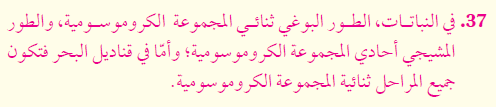 37. في النباتات، الطور البوغي ثنائي المجموعة الكروموسومية، والطور
المشيجي أحادي المجموعة الكروموسومية؛ وأمّا في قناديل البحر فتكون
جميع المراحل ثنائية المجموعة الكروموسومية.